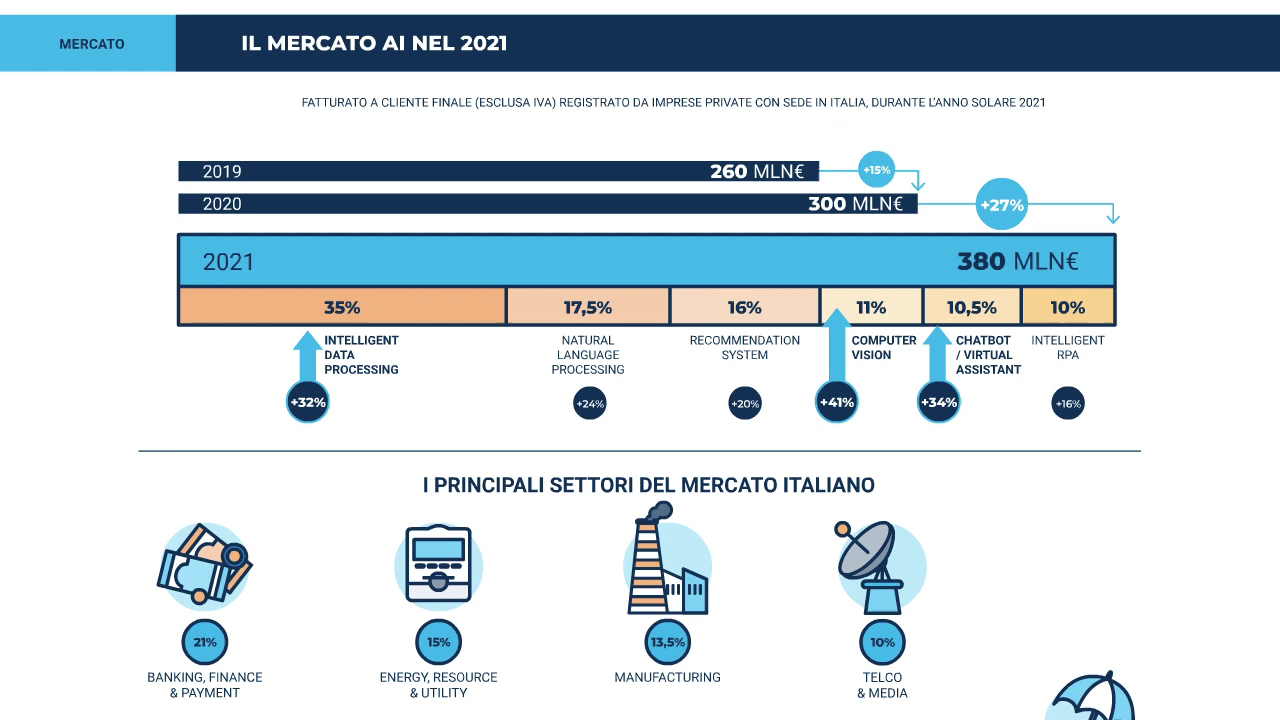 MERCATO
IL MERCATO AI NEL 2021
FATTURATO A CLIENTE FINALE (ESCLUSA IVA) REGISTRATO DA IMPRESE PRIVATE CON SEDE IN ITALIA, DURANTE L'ANNO SOLARE 2021
2019
260 MLN€
+15%
2020
300 MLN€
+27%
2021
380 MLN€
35%
17,5%
16%
11%
10,5%
10%
INTELLIGENT
DATA
PROCESSING
NATURAL
LANGUAGE
PROCESSING
RECOMMENDATION
SYSTEM
COMPUTER
VISION
CHATBOT
/ VIRTUAL
ASSISTANT
INTELLIGENT
RPA
+32%
+24%
+20%
+41%
+34%
+16%
I PRINCIPALI SETTORI DEL MERCATO ITALIANO
21%
15%
13,5%
10%
BANKING, FINANCE
& PAYMENT
ENERGY, RESOURCE
& UTILITY
MANUFACTURING
TELCO
& MEDIA